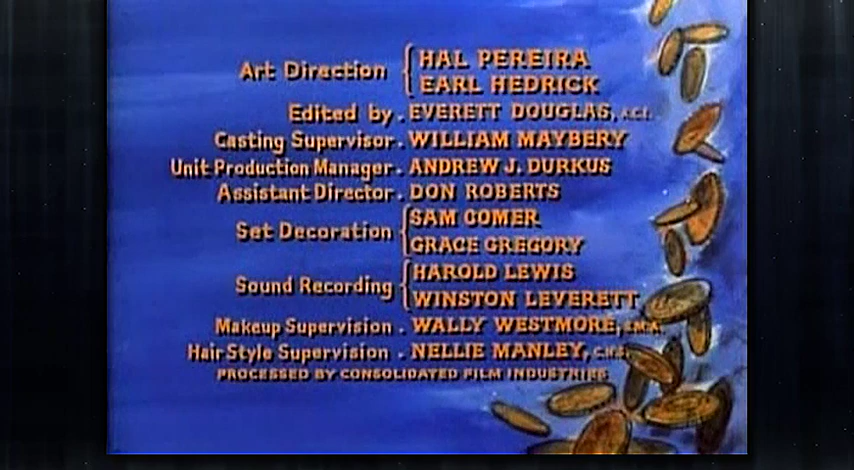 Art Direction { HAL PEREIRA
EARL HEDRICK
Edited by. EVERETT DOUGLAS, A.C.E.
Casting Supervisor. WILLIAM MAYBERY
Unit Production Manager. ANDREW J. DURKUS
Assistant Director. DON ROBERTS
Set Decoration { SAM COMER
GRACE GREGORY
Sound Recording { HAROLD LEWIS
WINSTON LEVERETT
Makeup Supervision . WALLY WESTMORE,
Hair Style Supervision . NELLIE MANLEY,
PROCESSED BY CONSOLIDATED FILM INDUSTRIES